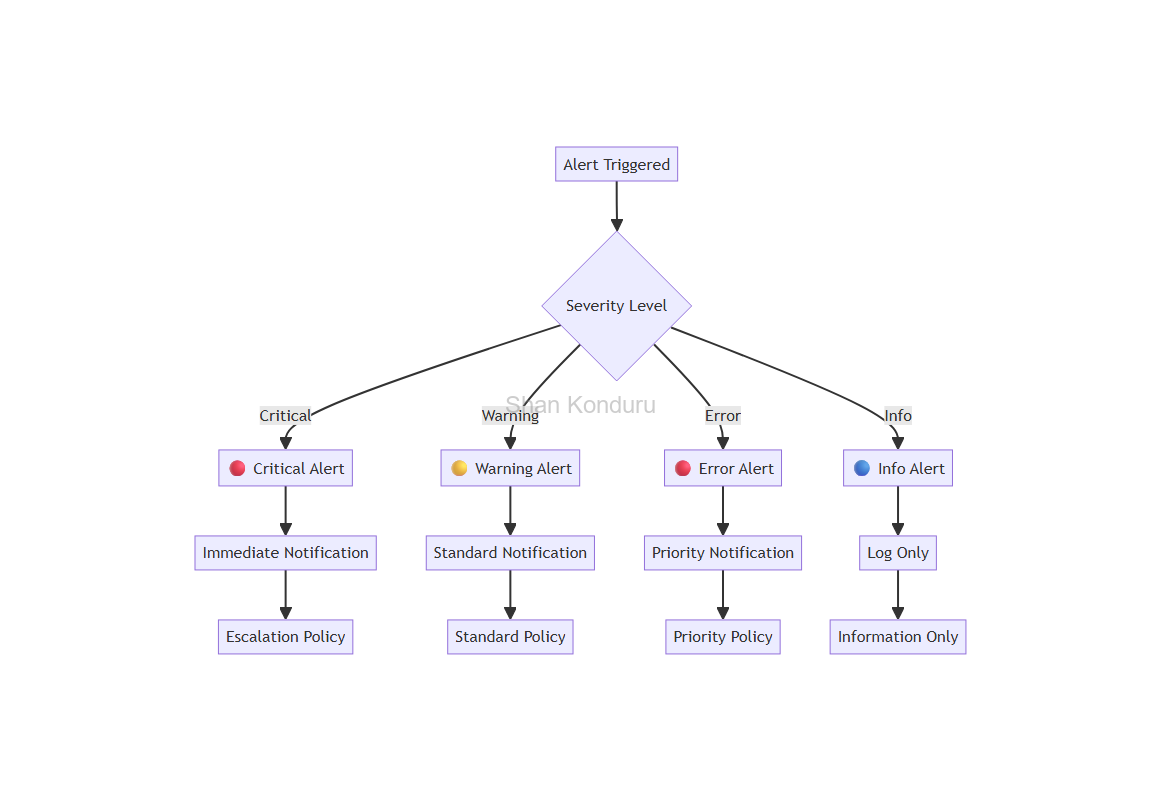 Alert Triggered
Severity Level
Shan Konduru
Critical
Warning
Error
Info
🔴 Critical Alert
🟡 Warning Alert
🔴 Error Alert
🔵 Info Alert
Immediate Notification
Standard Notification
Priority Notification
Log Only
Escalation Policy
Standard Policy
Priority Policy
Information Only